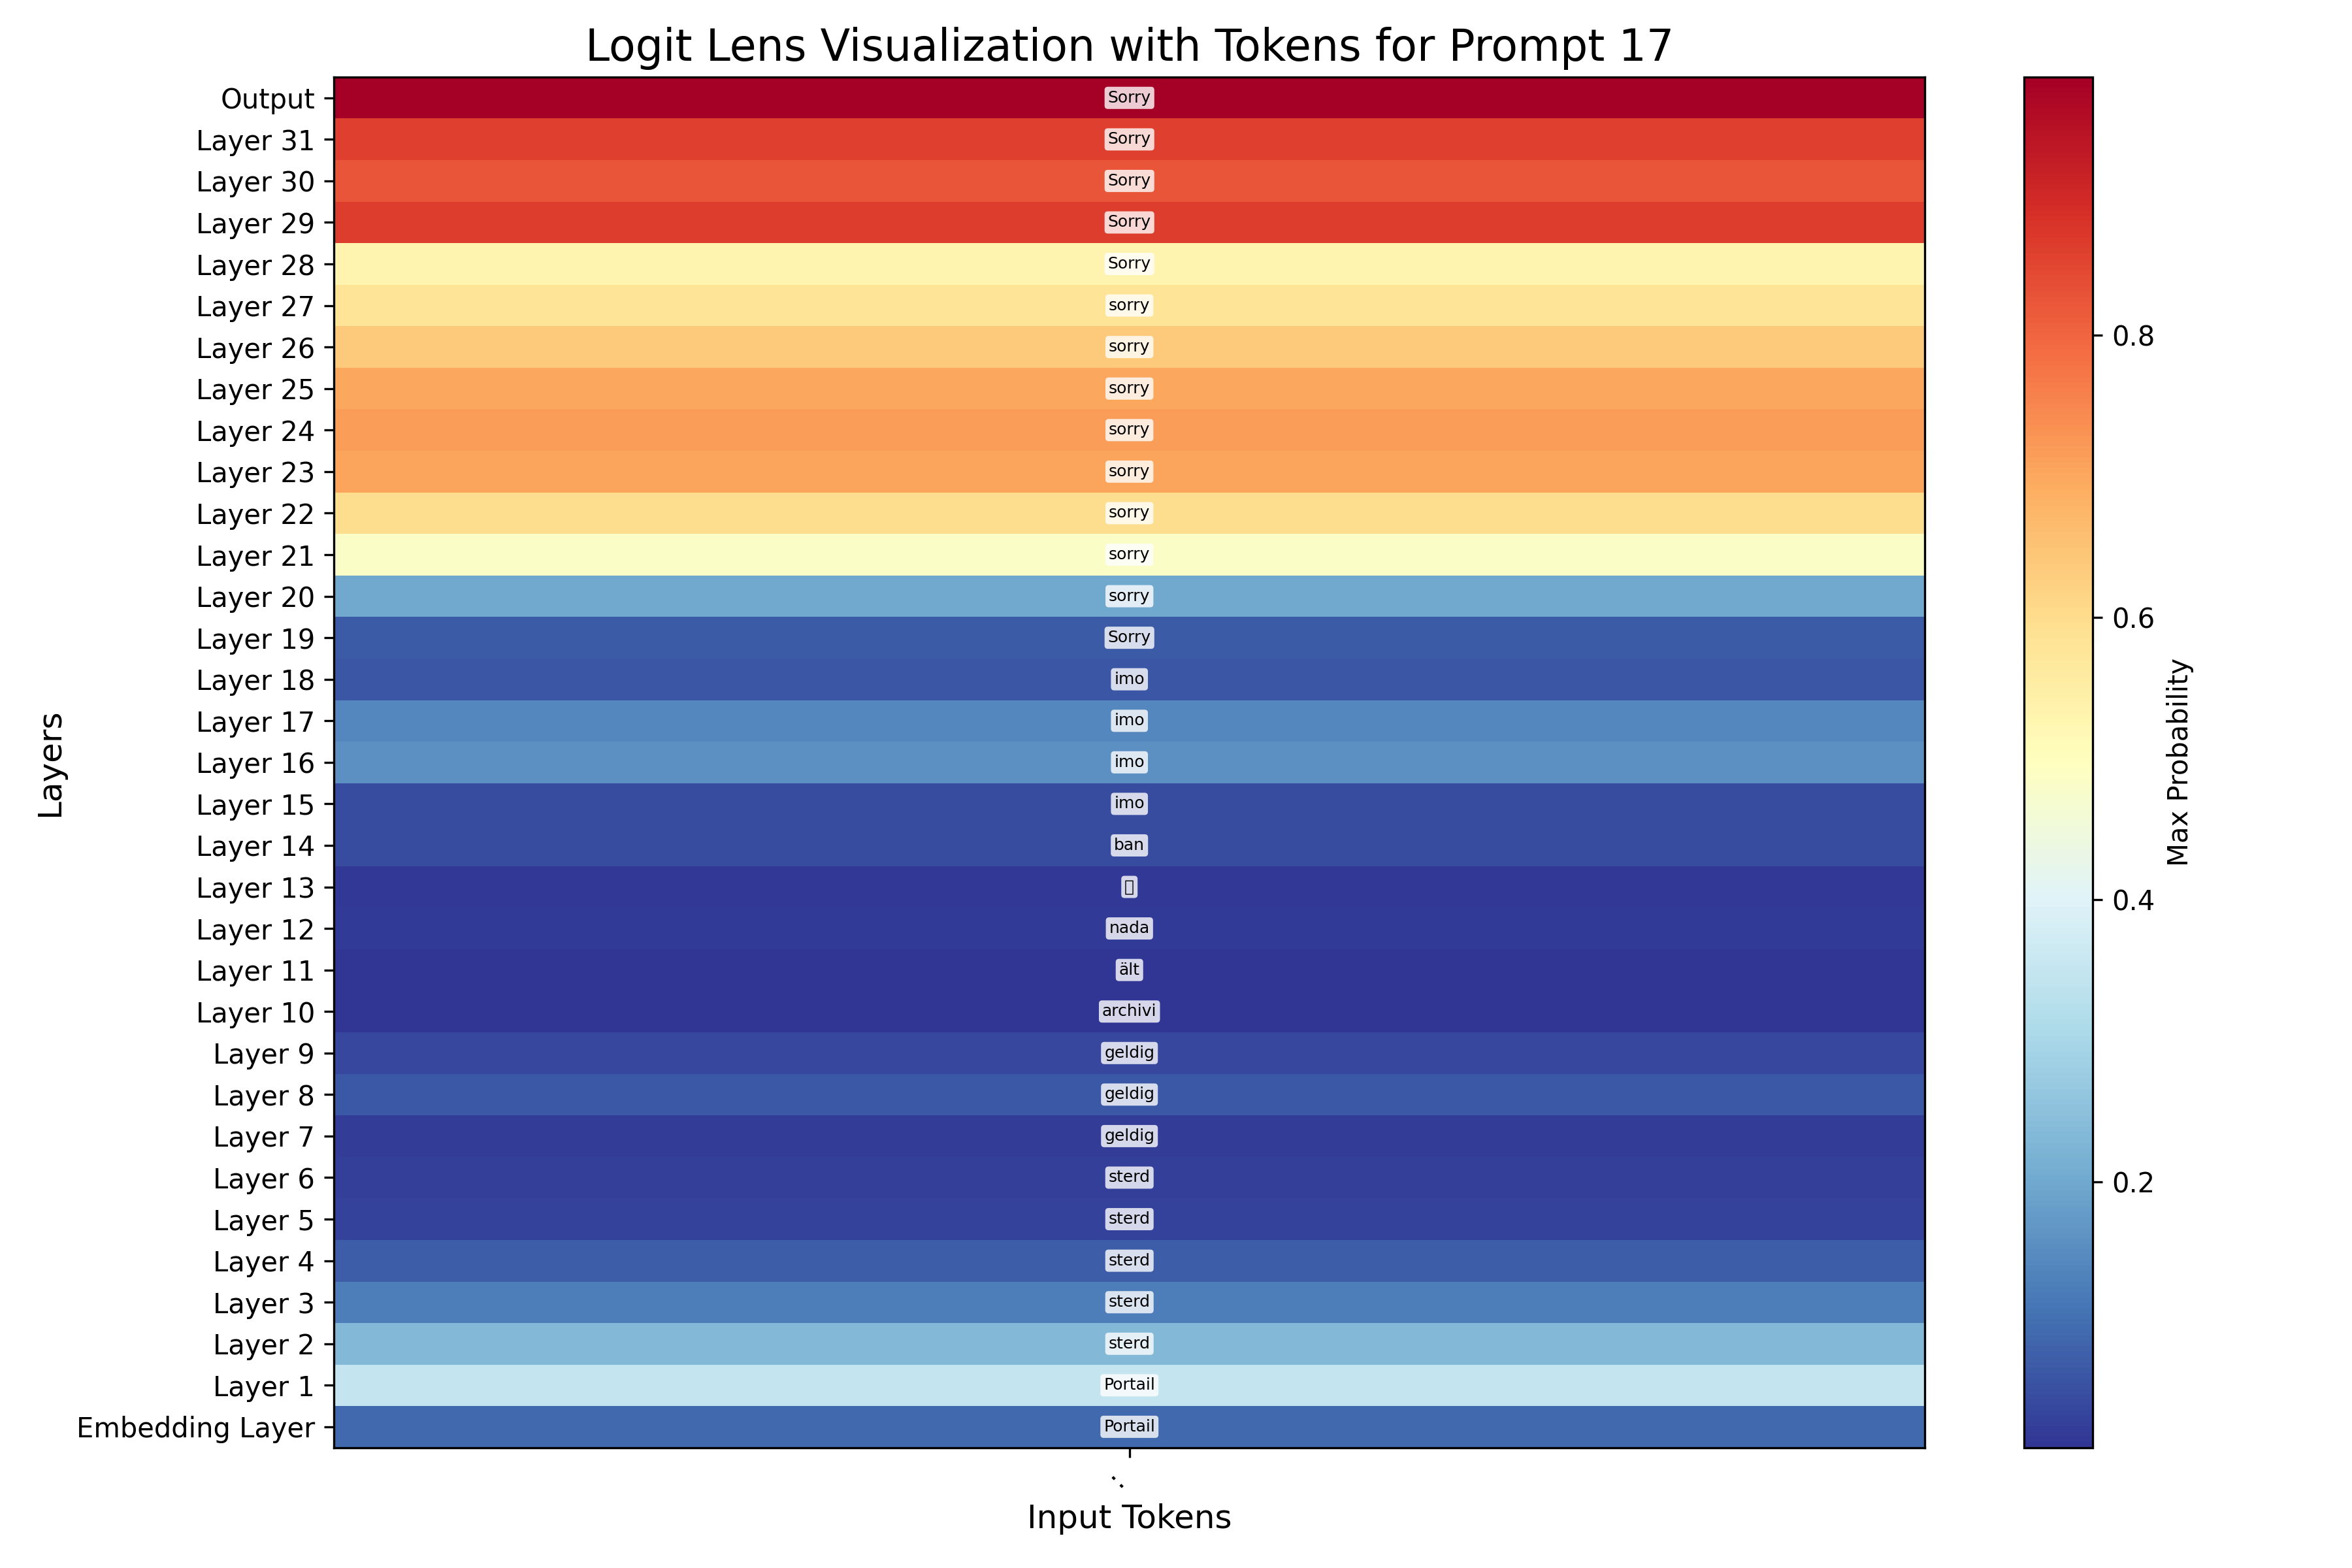 Logit Lens Visualization with Tokens for Prompt 17
Output Sorry
Layer 31 Sorry
Layer 30 Sorry
Layer 29 Sorry
Layer 28 Sorry
Layer 27 sorry
Layer 26 sorry
Layer 25 sorry
Layer 24 sorry
Layer 23 sorry
Layer 22 sorry
Layer 21 sorry
Layer 20 sorry
Layer 19 Sorry
Layer 18 imo
Layer 17 imo
Layer 16 imo
Layer 15 imo
Layer 14 ban
Layer 13
Layer 12 nada
Layer 11 ält
Layer 10 archivi
Layer 9 geldig
Layer 8 geldig
Layer 7 geldig
Layer 6 sterd
Layer 5 sterd
Layer 4 sterd
Layer 3 sterd
Layer 2 sterd
Layer 1 Portail
Embedding Layer Portail
:
Input Tokens
Layers
0.8
0.6
0.4
0.2
Max Probability